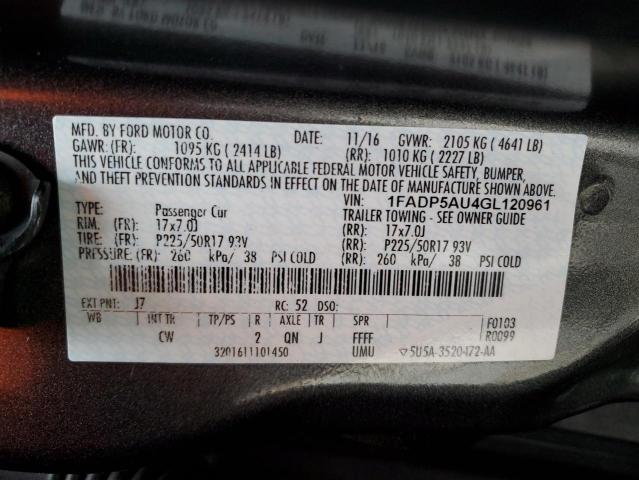 MFD. BY FORD MOTOR CO. DATE: 11/16 GVWR: 2105 KG ( 4641 LB)
GAWR: (FR): 1095 KG ( 2414 LB) (RR): 1010 KG ( 2227 LB)
THIS VEHICLE CONFORMS TO ALL APPLICABLE FEDERAL MOTOR VEHICLE SAFETY, BUMPER,
AND THEFT PREVENTION STANDARDS IN EFFECT ON THE DATE OF MANUFACTURE SHOWN ABOVE.
VIN: 1FADP5AU4GL120961
TYPE: Passenger Car TRAILER TOWING - SEE OWNER GUIDE
RIM: (FR): 17x7.0J (RR): 17x7.0J
TIRE: (FR): P225/50R17 93V (RR): P225/50R17 93V
PRESSURE: (FR): 260 kPa/ 38 PSI COLD (RR): 260 kPa/ 38 PSI COLD
EXT PNT: J7 RC: 52 DSO:
WB INT TR TP/PS R AXLE TR SPR F0103
CW 2 QN J FFFF R0099
3201611101450 UMU ▽5U5A-3520472-AA